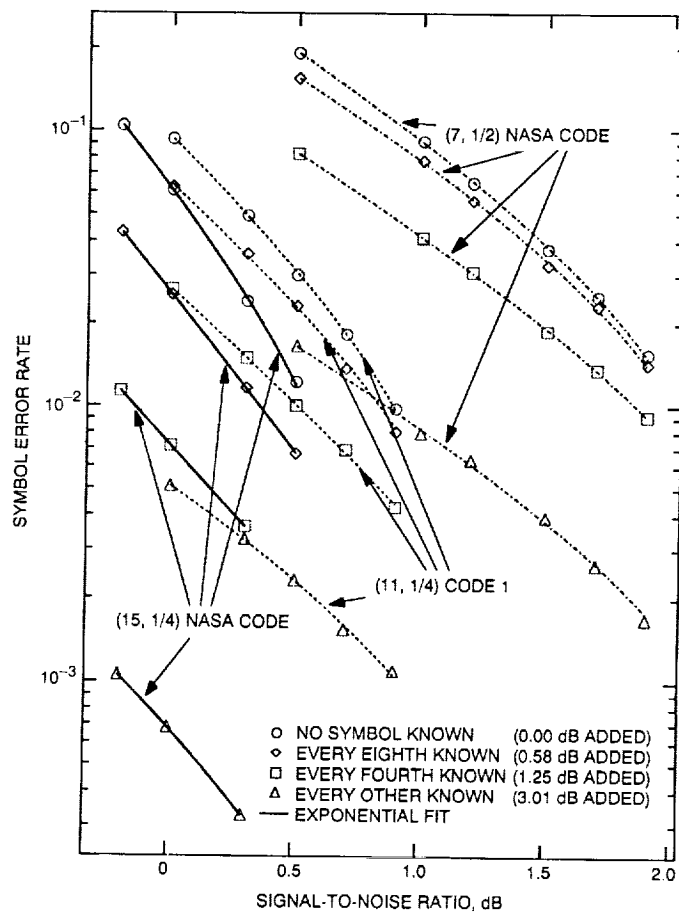 10⁻¹
(7, 1/2) NASA CODE
SYMBOL ERROR RATE
10⁻²
(11, 1/4) CODE 1
(15, 1/4) NASA CODE
10⁻³
NO SYMBOL KNOWN (0.00 dB ADDED)
EVERY EIGHTH KNOWN (0.58 dB ADDED)
EVERY FOURTH KNOWN (1.25 dB ADDED)
EVERY OTHER KNOWN (3.01 dB ADDED)
EXPONENTIAL FIT
0 0.5 1.0 1.5 2.0
SIGNAL-TO-NOISE RATIO, dB